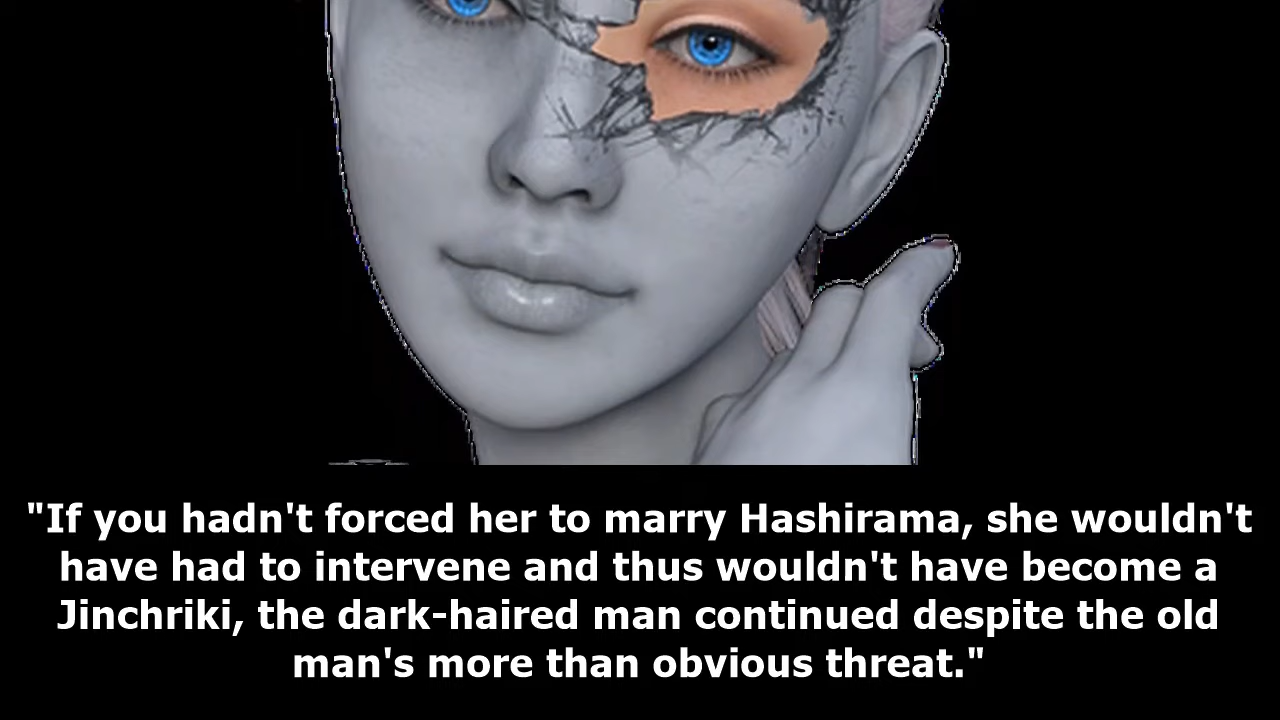 "If you hadn't forced her to marry Hashirama, she wouldn't
have had to intervene and thus wouldn't have become a
Jinchriki, the dark-haired man continued despite the old
man's more than obvious threat."